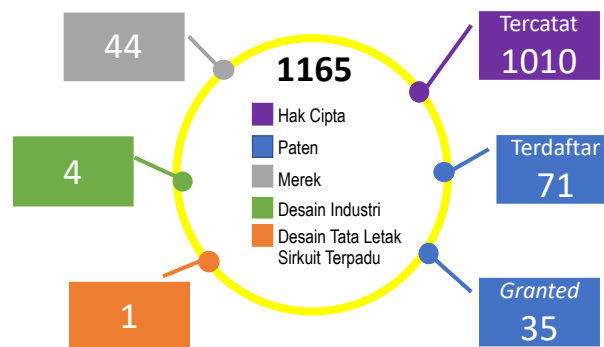 44
Tercatat
1010
1165
Hak Cipta
Paten
Merek
Desain Industri
Desain Tata Letak
Sirkuit Terpadu
4
Terdaftar
71
1
Granted
35